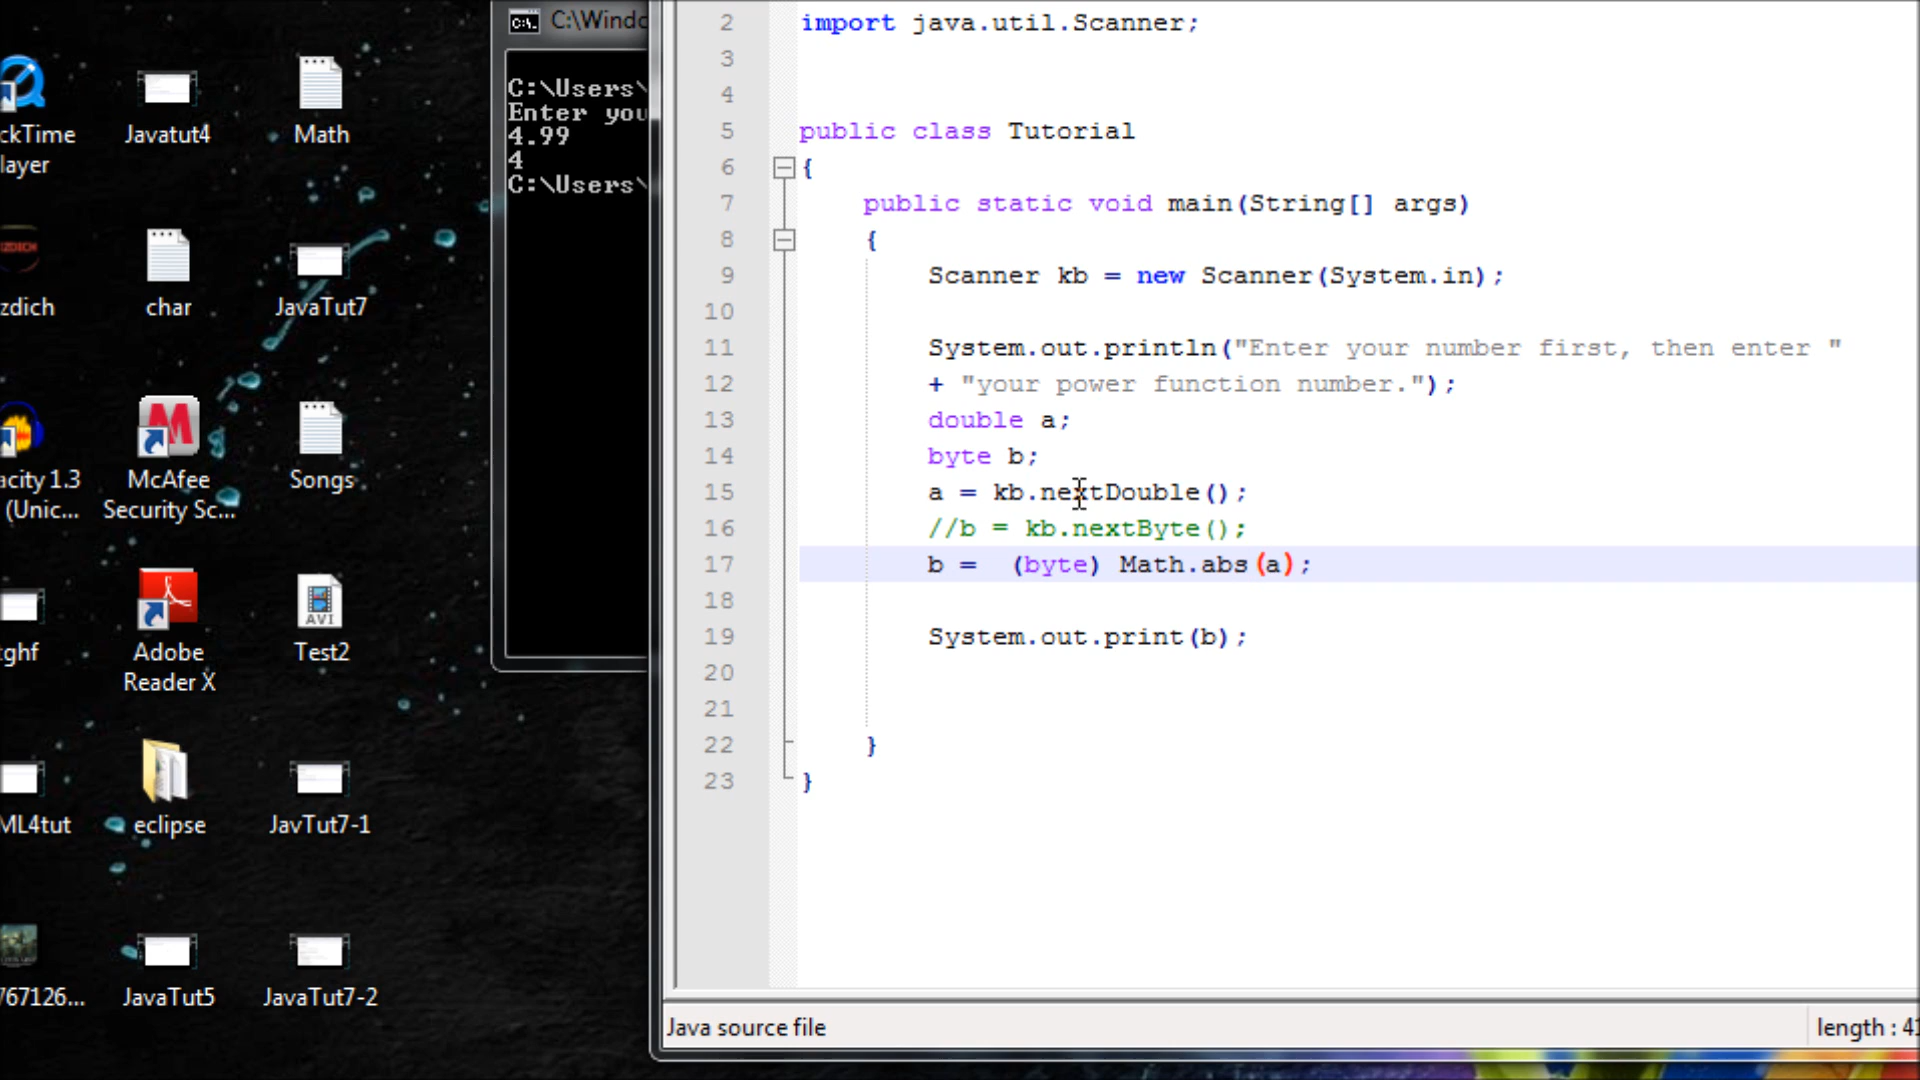 ckTime
layer
Javatut4
Math
zdich
char
JavaTut7
acity 1.3
(Unic...
McAfee
Security Sc...
Songs
ghf
Adobe
Reader X
AVI
Test2
ML4tut
eclipse
JavTut7-1
767126...
JavaTut5
JavaTut7-2
C:\Windo
C:\Users\
Enter you
4.99
4
C:\Users\
2 import java.util.Scanner;
3
4
5 public class Tutorial
6 {
7 public static void main(String[] args)
8 {
9 Scanner kb = new Scanner(System.in);
10
11 System.out.println("Enter your number first, then enter "
12 + "your power function number.");
13 double a;
14 byte b;
15 a = kb.nextDouble();
16 //b = kb.nextByte();
17 b =  (byte) Math.abs(a);
18
19 System.out.print(b);
20
21
22 }
23 }
Java source file
length : 41